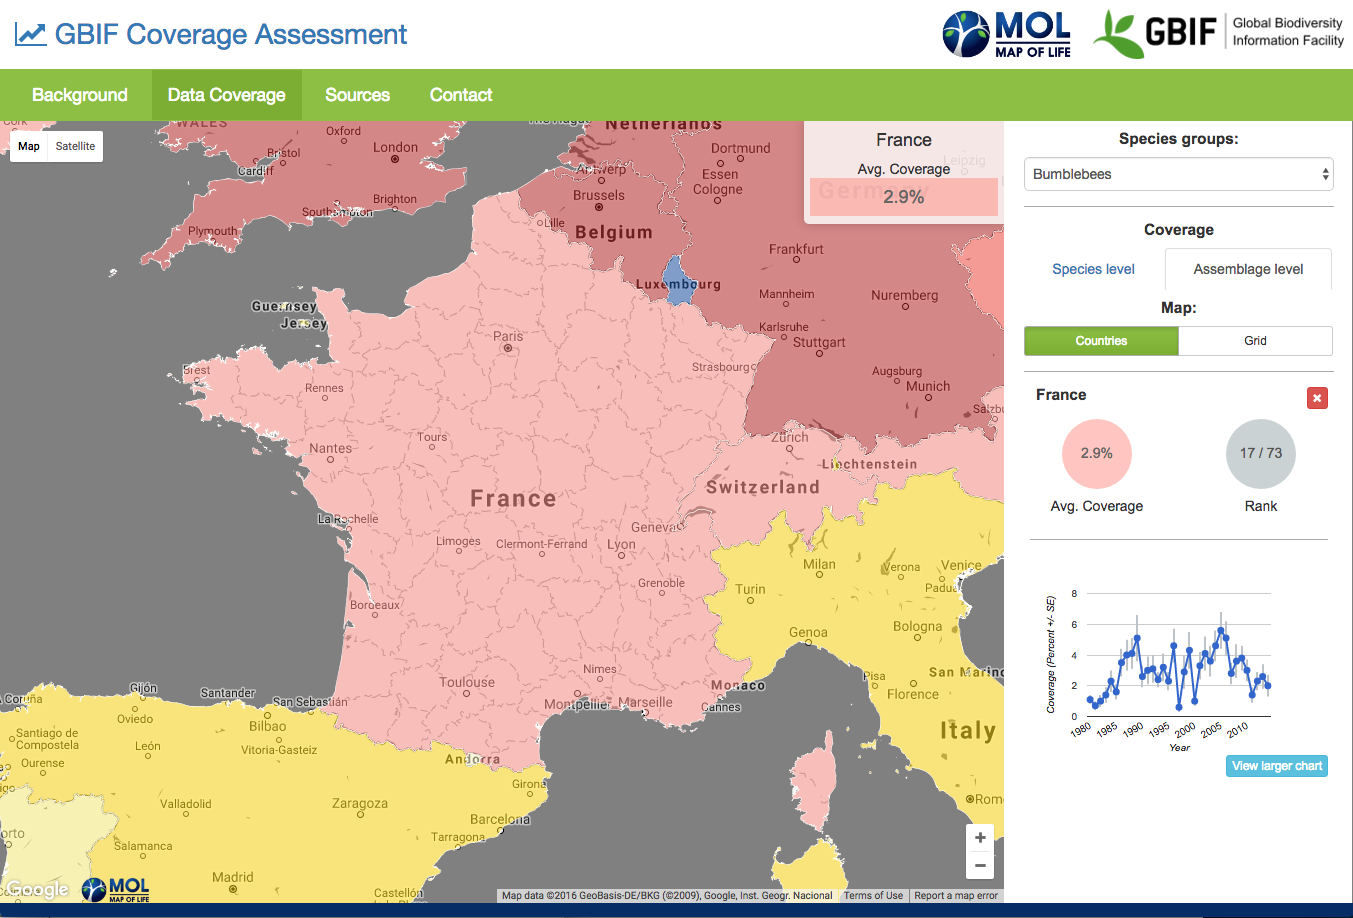 GBIF Coverage Assessment
MOL
MAP OF LIFE
GBIF
Global Biodiversity
Information Facility
Background
Data Coverage
Sources
Contact
Map
Satellite
WALES
Oxford
London
Bristol
Cardiff
Southampton
Brighton
Plymouth
Netherlands
Antwerp
Brussels
Belgium
Lille
Dortmund
Essen
Cologne
Leipzig
Germany
France
Avg. Coverage
2.9%
Frankfurt
Luxembourg
Mannheim
Nuremberg
Karlsruhe
Stuttgart
Strasbourg
Augsburg
Munich
Guernsey
Jersey
Paris
Brest
Rennes
Tours
Nantes
Zürich
Liechtenstein
Switzerland
France
La Rochelle
Geneva
Limoges
Clermont-Ferrand
Lyon
Grenoble
Milan
Verona
Venice
Turin
Padua
Bordeaux
Genoa
Bologna
Nimes
Toulouse
Montpellier
Marseille
Monaco
Cannes
Pisa
Florence
San Marino
Italy
Gijón
Santander
San Sebastián
Oviedo
Bilbao
Santiago de
Compostela
León
Vitoria-Gasteiz
Ourense
Andorra
Girona
Valladolid
Zaragoza
Barcelona
Tarragona
Salamanca
Madrid
Castellón
Google
MOL
MAP OF LIFE
+
−
Map data ©2016 GeoBasis-DE/BKG (©2009), Google, Inst. Geogr. Nacional
Terms of Use
Report a map error
Species groups:
Bumblebees
Coverage
Species level
Assemblage level
Map:
Countries
Grid
France
2.9%
17 / 73
Avg. Coverage
Rank
Coverage (Percent +/- SE)
8
6
4
2
0
1980
1985
1990
1995
2000
2005
2010
Year
View larger chart